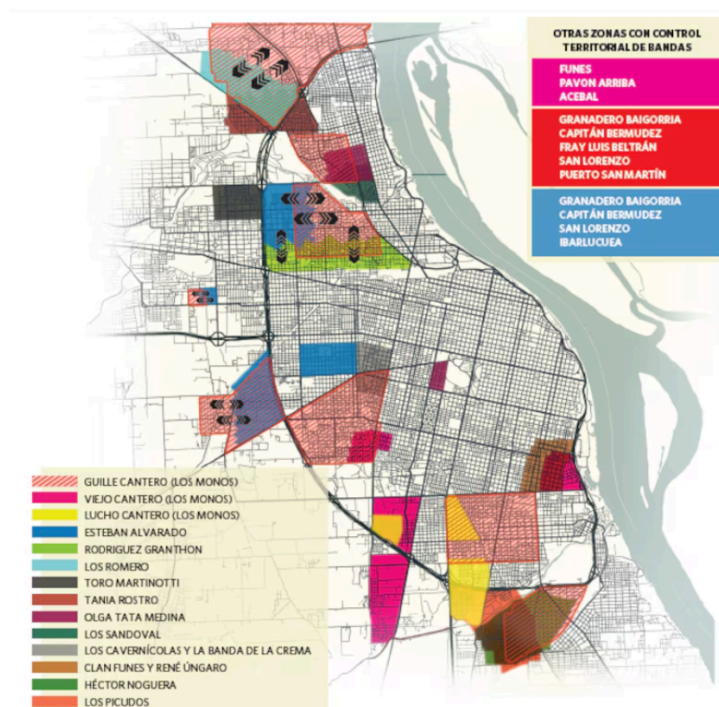 OTRAS ZONAS CON CONTROL
TERRITORIAL DE BANDAS
FUNES
PAVON ARRIBA
ACEBAL
GRANADERO BAIGORRIA
CAPITÁN BERMUDEZ
FRAY LUIS BELTRÁN
SAN LORENZO
PUERTO SAN MARTÍN
GRANADERO BAIGORRIA
CAPITÁN BERMUDEZ
SAN LORENZO
IBARLUCUEA
GUILLE CANTERO (LOS MONOS)
VIEJO CANTERO (LOS MONOS)
LUCHO CANTERO (LOS MONOS)
ESTEBAN ALVARADO
RODRIGUEZ GRANTHON
LOS ROMERO
TORO MARTINOTTI
TANIA ROSTRO
OLGA TATA MEDINA
LOS SANDOVAL
LOS CAVERNÍCOLAS Y LA BANDA DE LA CREMA
CLAN FUNES Y RENÉ ÚNGARO
HÉCTOR NOGUERA
LOS PICUDOS